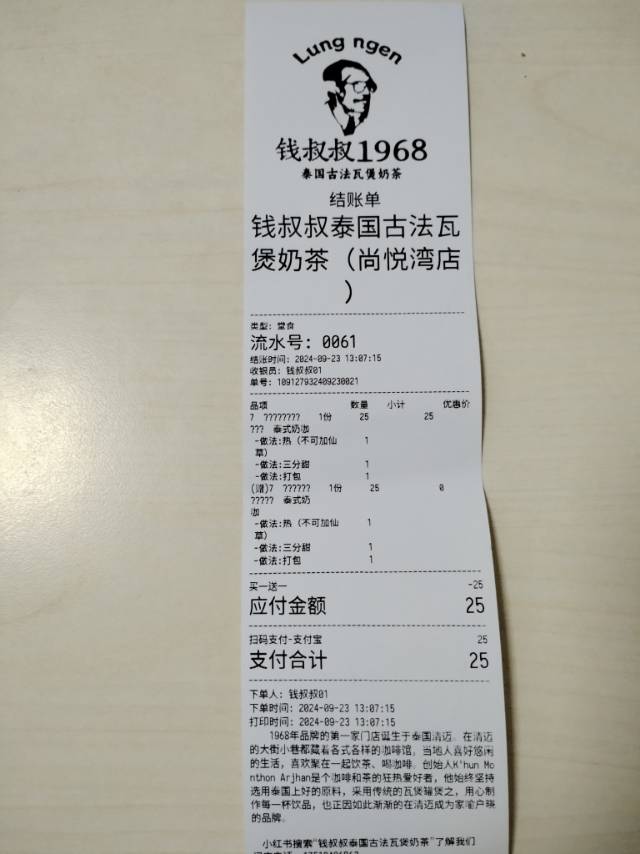 Lung ngen
钱叔叔1968
泰国古法瓦煲奶茶
结账单
钱叔叔泰国古法瓦
煲奶茶（尚悦湾店
）
类型: 堂食
流水号: 0061
结账时间: 2024-09-23 13:07:15
收银员: 钱叔叔01
单号: 109127932409230021
品项 数量 小计 优惠价
7 ???????? 1份 25 25
??? 泰式奶咖
-做法:热（不可加仙 1
草）
-做法:三分甜 1
-做法:打包 1
(赠)7 ?????? 1份 25 0
????? 泰式奶
咖
-做法:热（不可加仙 1
草）
-做法:三分甜 1
-做法:打包 1
买一送一 -25
应付金额 25
扫码支付-支付宝 25
支付合计 25
下单人: 钱叔叔01
下单时间: 2024-09-23 13:07:15
打印时间: 2024-09-23 13:07:15
1968年品牌的第一家门店诞生于泰国清迈。在清迈
的大街小巷都藏着各式各样的咖啡馆，当地人喜好悠闲
的生活，喜欢聚在一起饮茶、喝咖啡。创始人K'hun Mo
nthon Arjhan是个咖啡和茶的狂热爱好者，他始终坚持
选用泰国上好的原料，采用传统的瓦煲罐煲之，用心制
作每一杯饮品，也正因如此渐渐的在清迈成为家喻户晓
的品牌。
小红书搜索"钱叔叔泰国古法瓦煲奶茶"了解我们